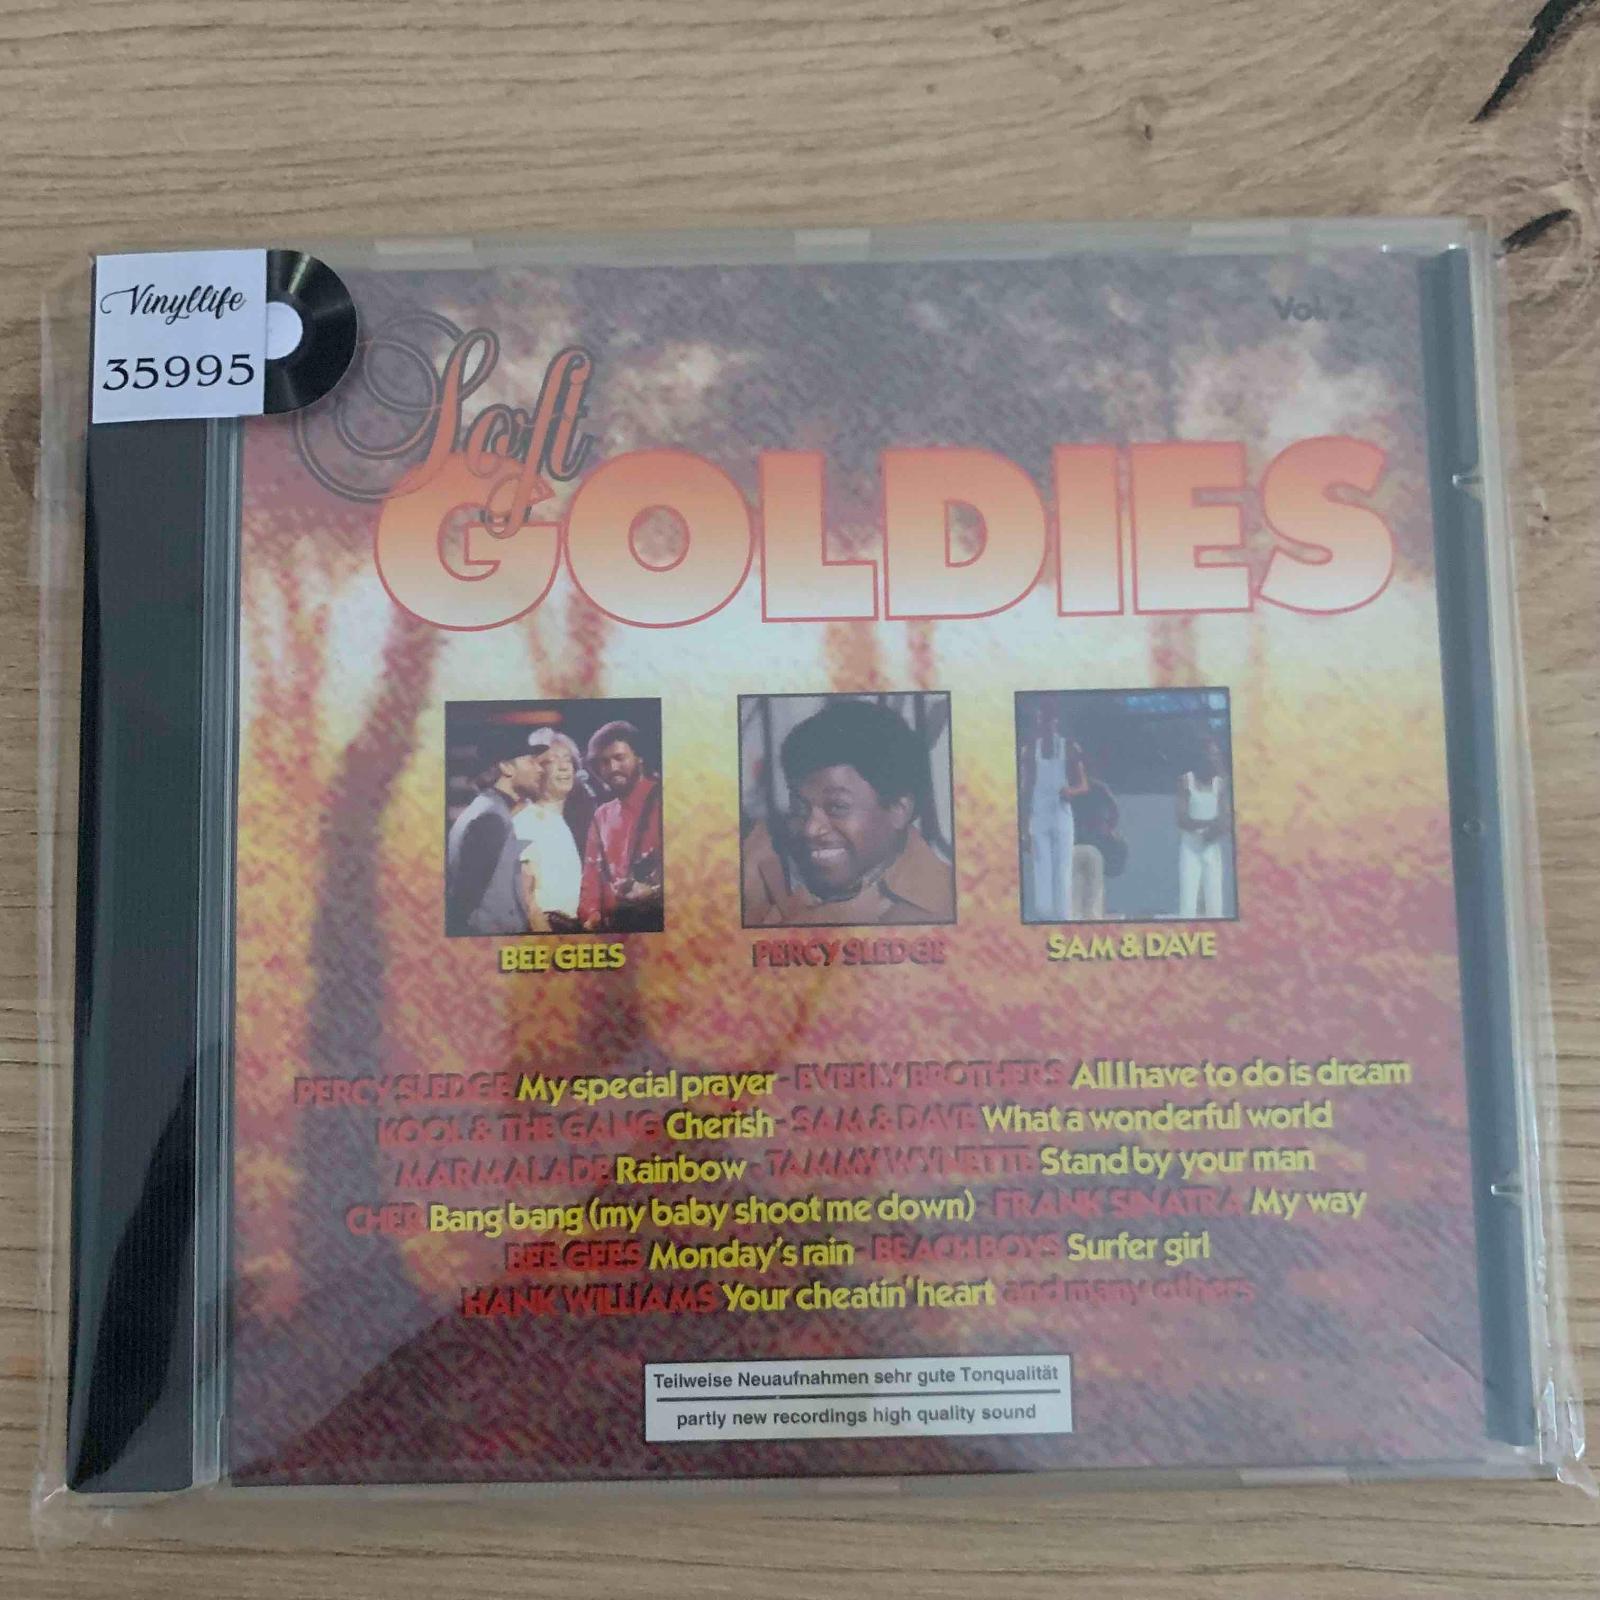 Vinyllife
35995
Vol. 2
Soft
GOLDIES
BEE GEES
PERCY SLEDGE
SAM & DAVE
PERCY SLEDGE My special prayer - EVERLY BROTHERS All I have to do is dream
KOOL & THE GANG Cherish - SAM & DAVE What a wonderful world
MARMALADE Rainbow - TAMMY WYNETTE Stand by your man
CHER Bang bang (my baby shoot me down) - FRANK SINATRA My way
BEE GEES Monday's rain - BEACH BOYS Surfer girl
HANK WILLIAMS Your cheatin' heart and many others
Teilweise Neuaufnahmen sehr gute Tonqualität
partly new recordings high quality sound